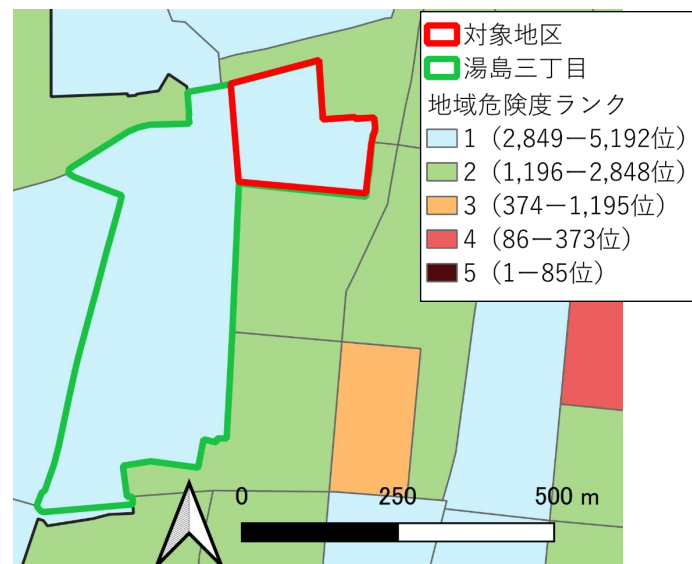 対象地区
湯島三丁目
地域危険度ランク
1（2,849－5,192位）
2（1,196－2,848位）
3（374－1,195位）
4（86－373位）
5（1－85位）
0 250 500 m